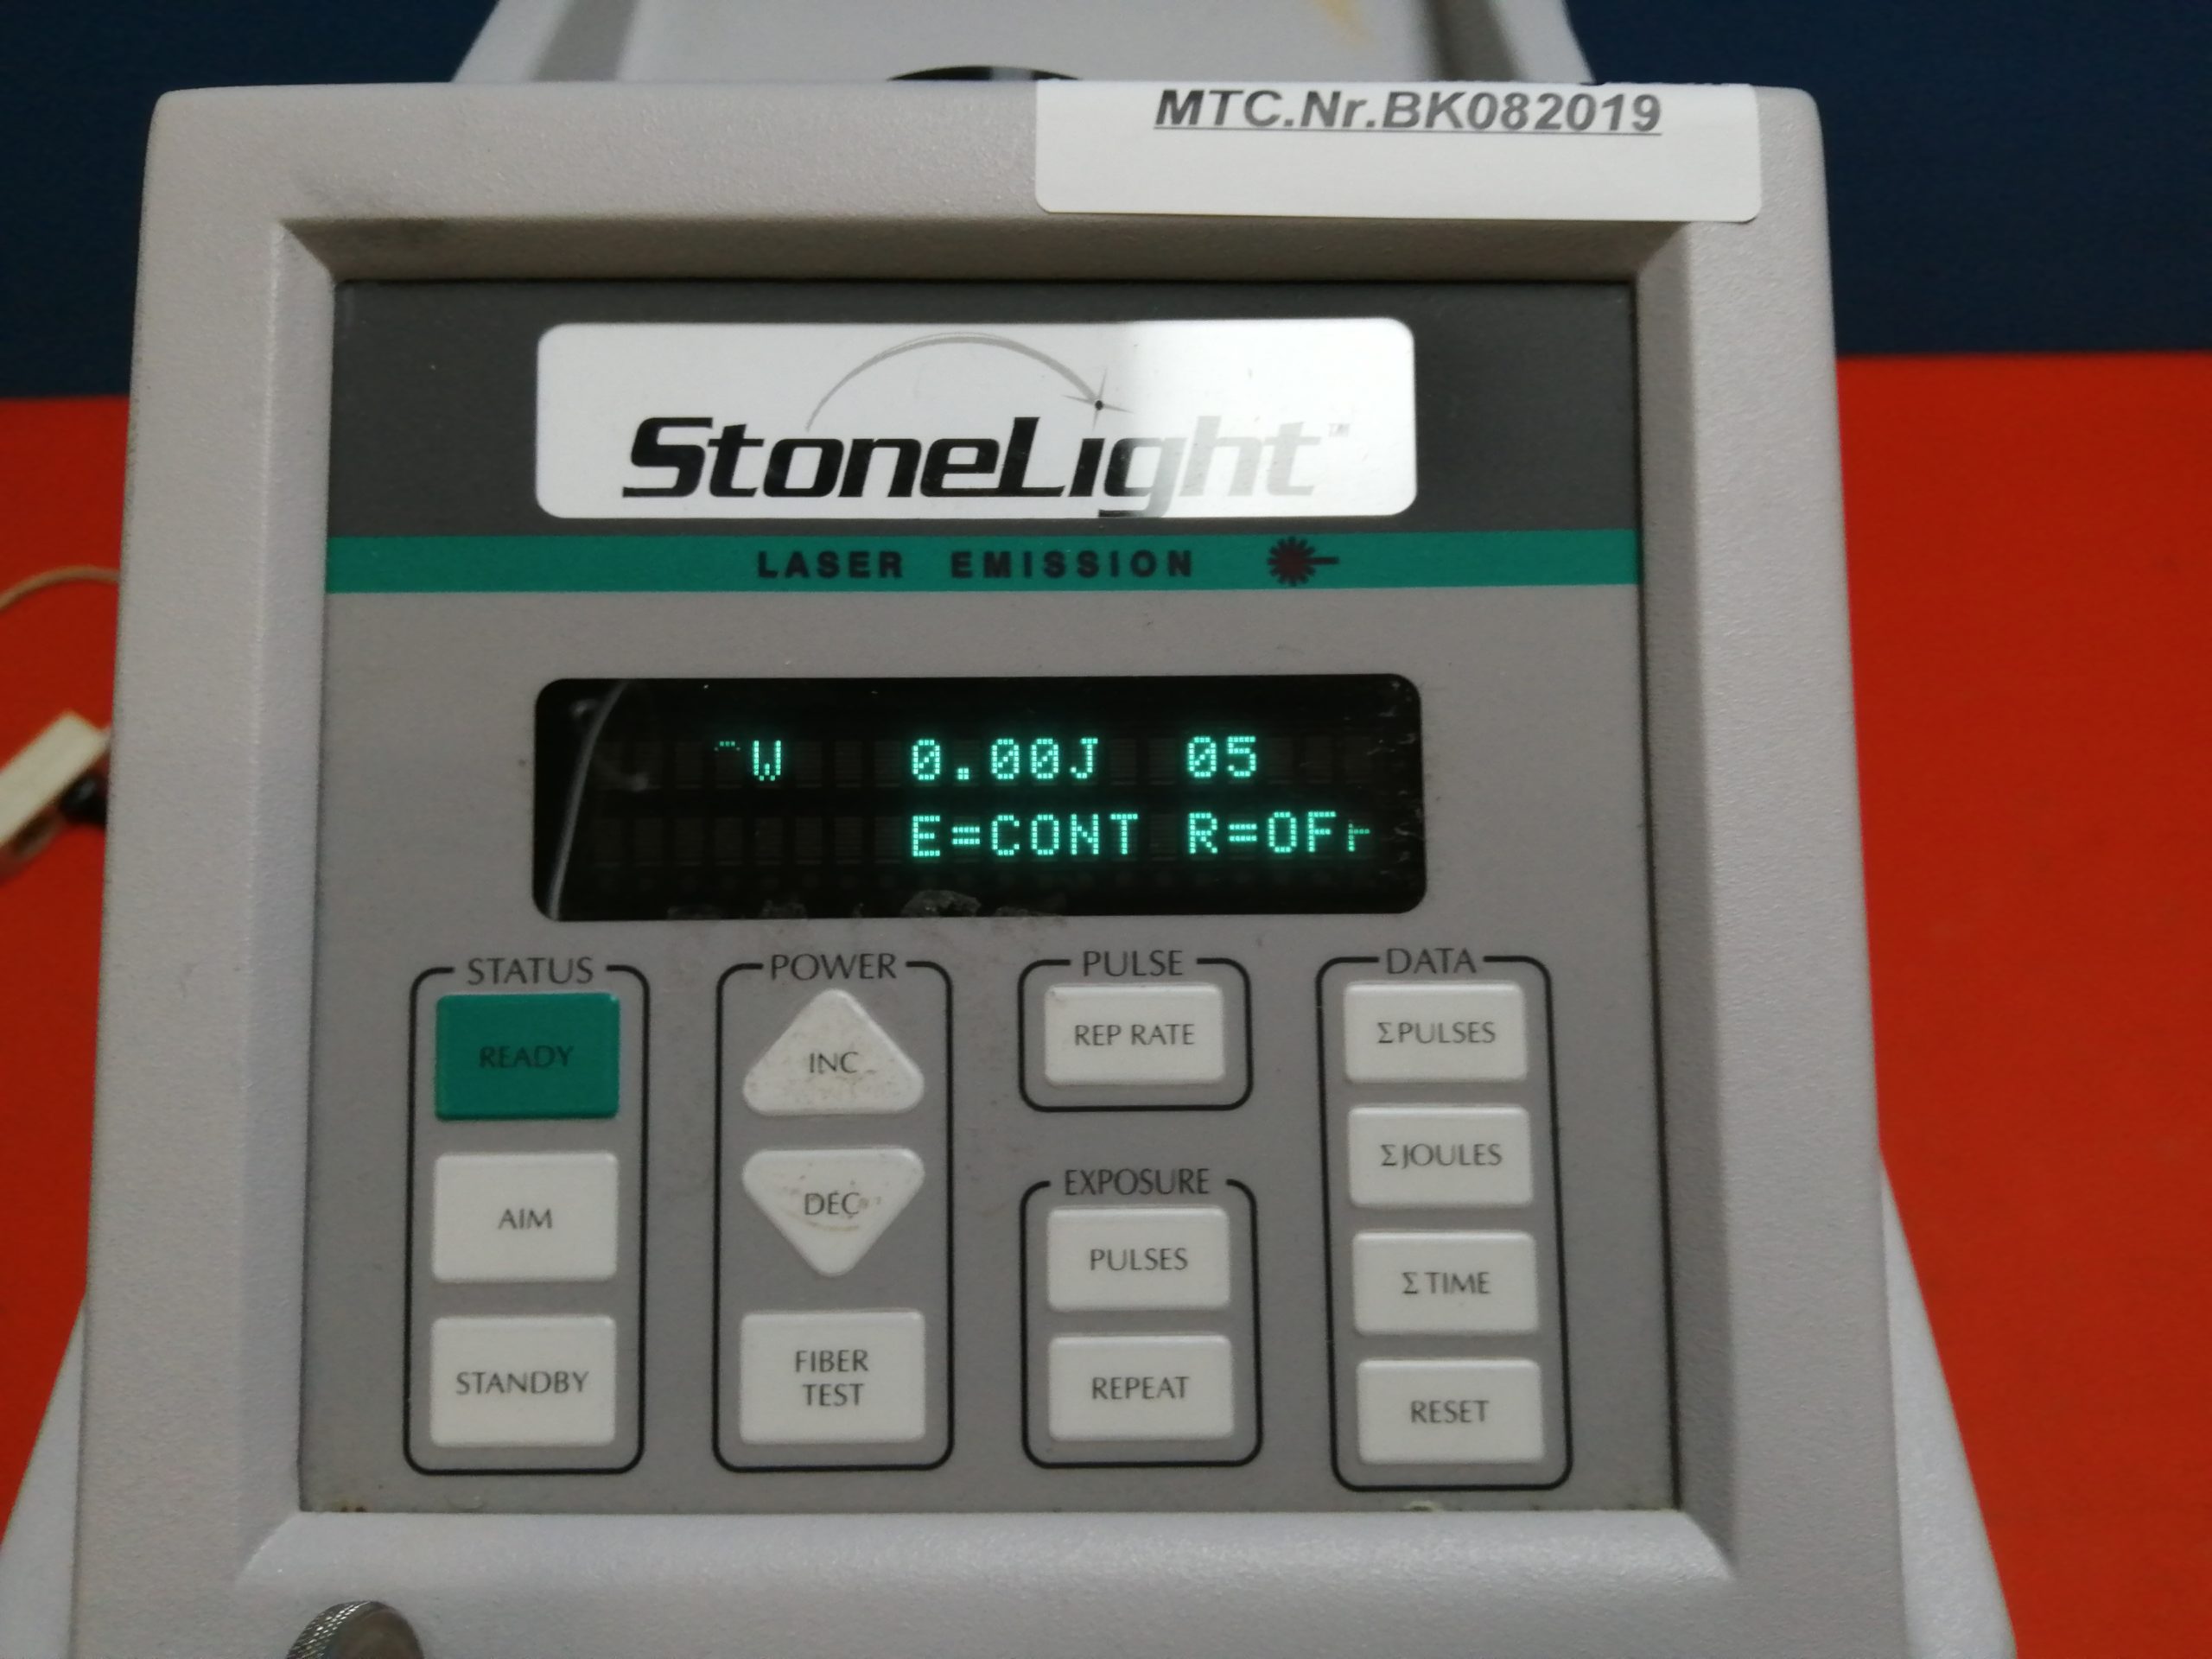 MTC.Nr.BK082019
StoneLight™
LASER EMISSION
W 0.00J 05
E=CONT R=OF
STATUS POWER PULSE DATA
READY INC REP RATE ΣPULSES
AIM DEC EXPOSURE ΣJOULES
STANDBY FIBER TEST PULSES ΣTIME
REPEAT RESET